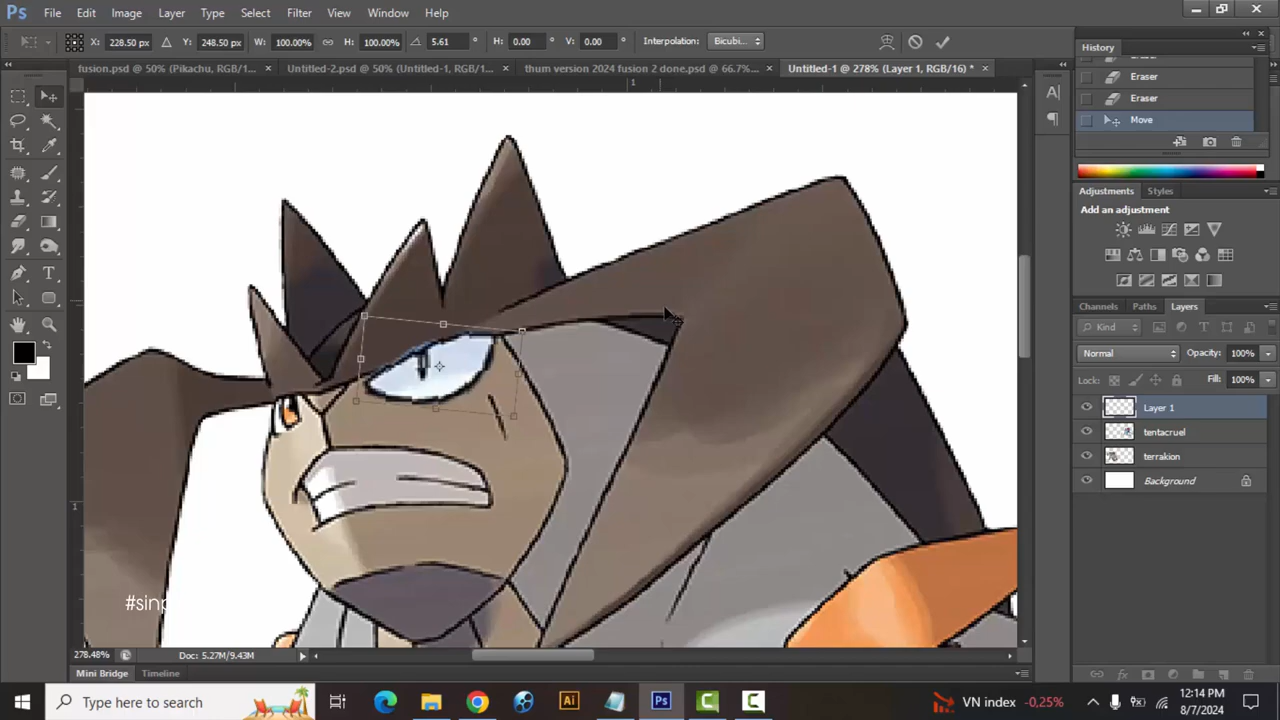 Ps File Edit Image Layer Type Select Filter View Window Help
X: 228.50 px Y: 248.50 px W: 100.00% H: 100.00% 5.61 ° H: 0.00 ° V: 0.00 ° Interpolation: Bicubi...
fusion.psd @ 50% (Pikachu, RGB/1... × Untitled-2.psd @ 50% (Untitled-1, RGB/1... × thum version 2024 fusion 2 done.psd @ 66.7%... × Untitled-1 @ 278% (Layer 1, RGB/16) * ×
History
Eraser
Eraser
Eraser
Move
Adjustments Styles
Add an adjustment
Channels Paths Layers
Kind
Normal Opacity: 100%
Lock: Fill: 100%
Layer 1
tentacruel
terrakion
Background
1
1
#sinp
278.48% Doc: 5.27M/9.43M
Mini Bridge Timeline
Type here to search
VN index -0,25%
12:14 PM
8/7/2024